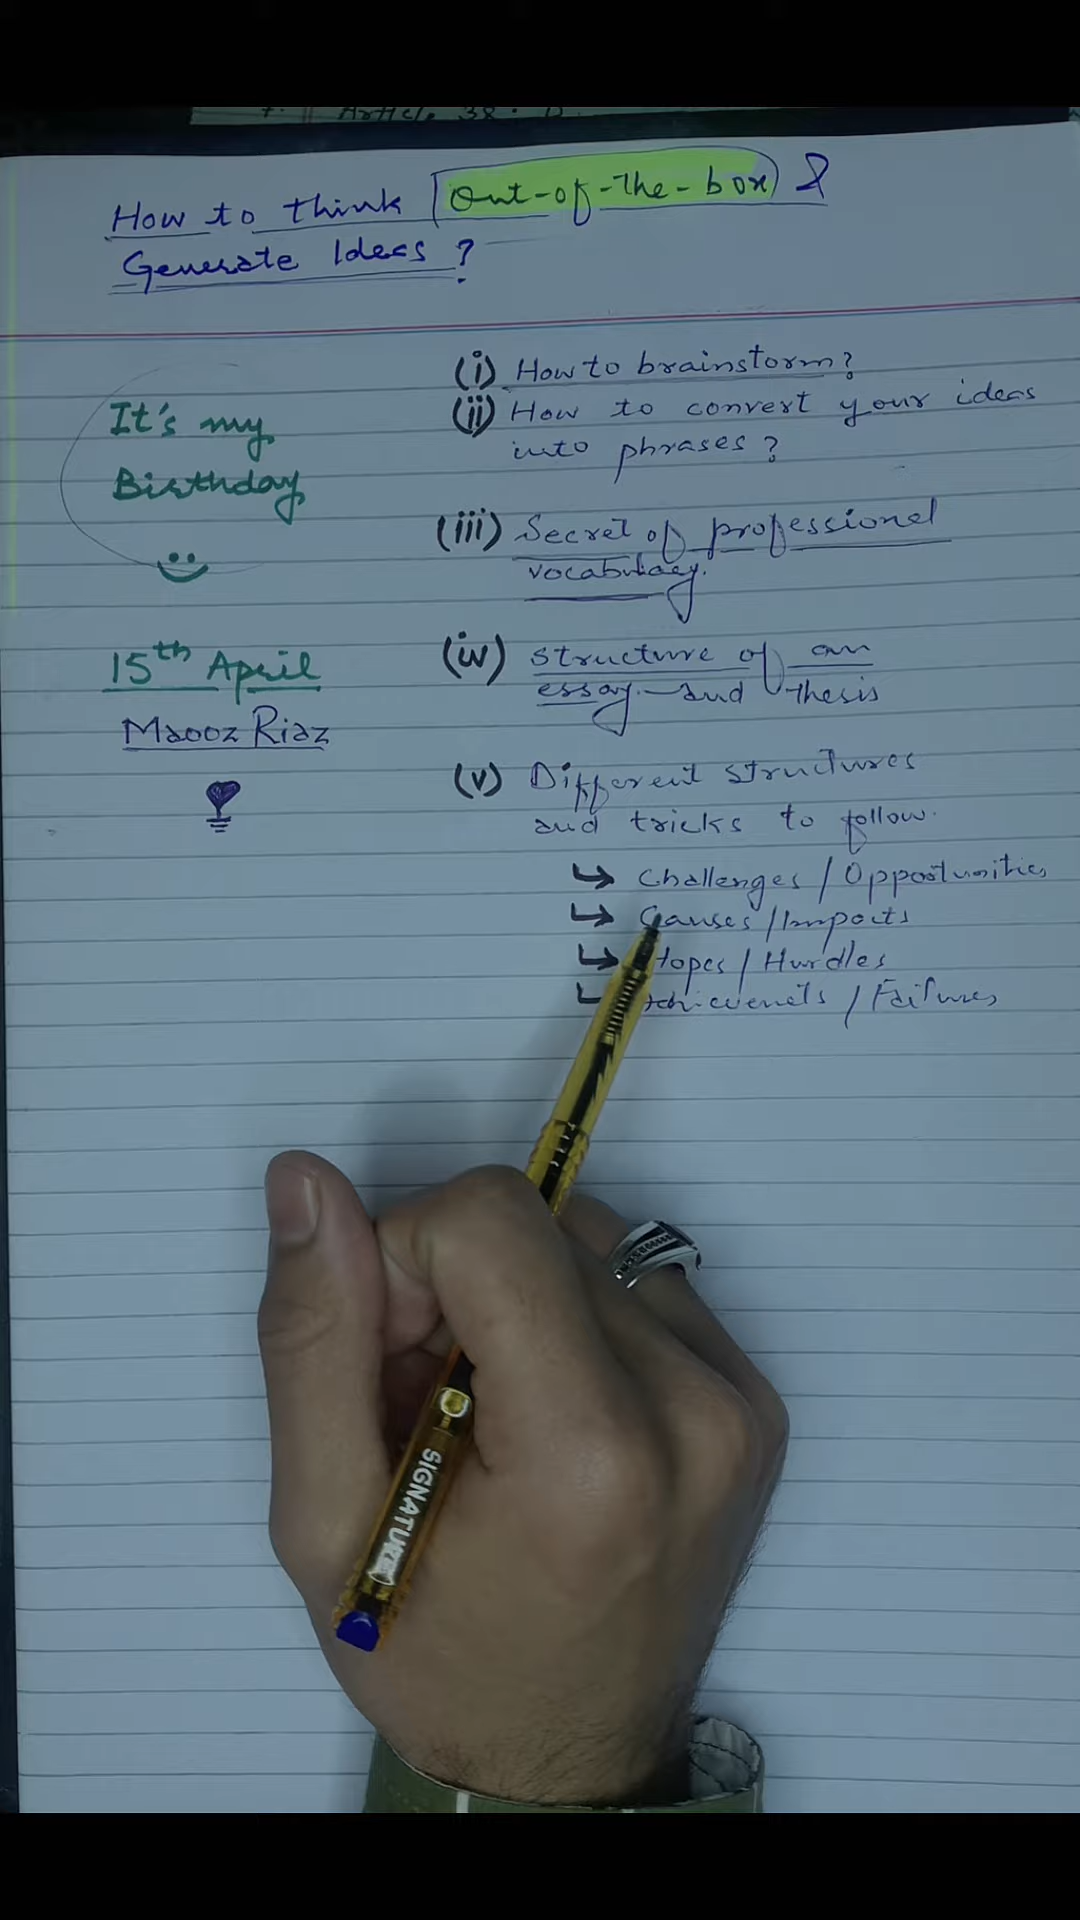 Article 38:
How to think Out-of-the-box &
Generate Ideas?
It's my
Birthday
15th April
Maooz Riaz
(i) How to brainstorm?
(ii) How to convert your ideas
into phrases?
(iii) Secret of professional
vocabulary.
(iv) structure of an
essay and thesis
(v) Different structures
and tricks to follow.
Challenges / Opportunities
Causes / Impacts
Hopes / Hurdles
Achievements / Failures
SIGNATURE